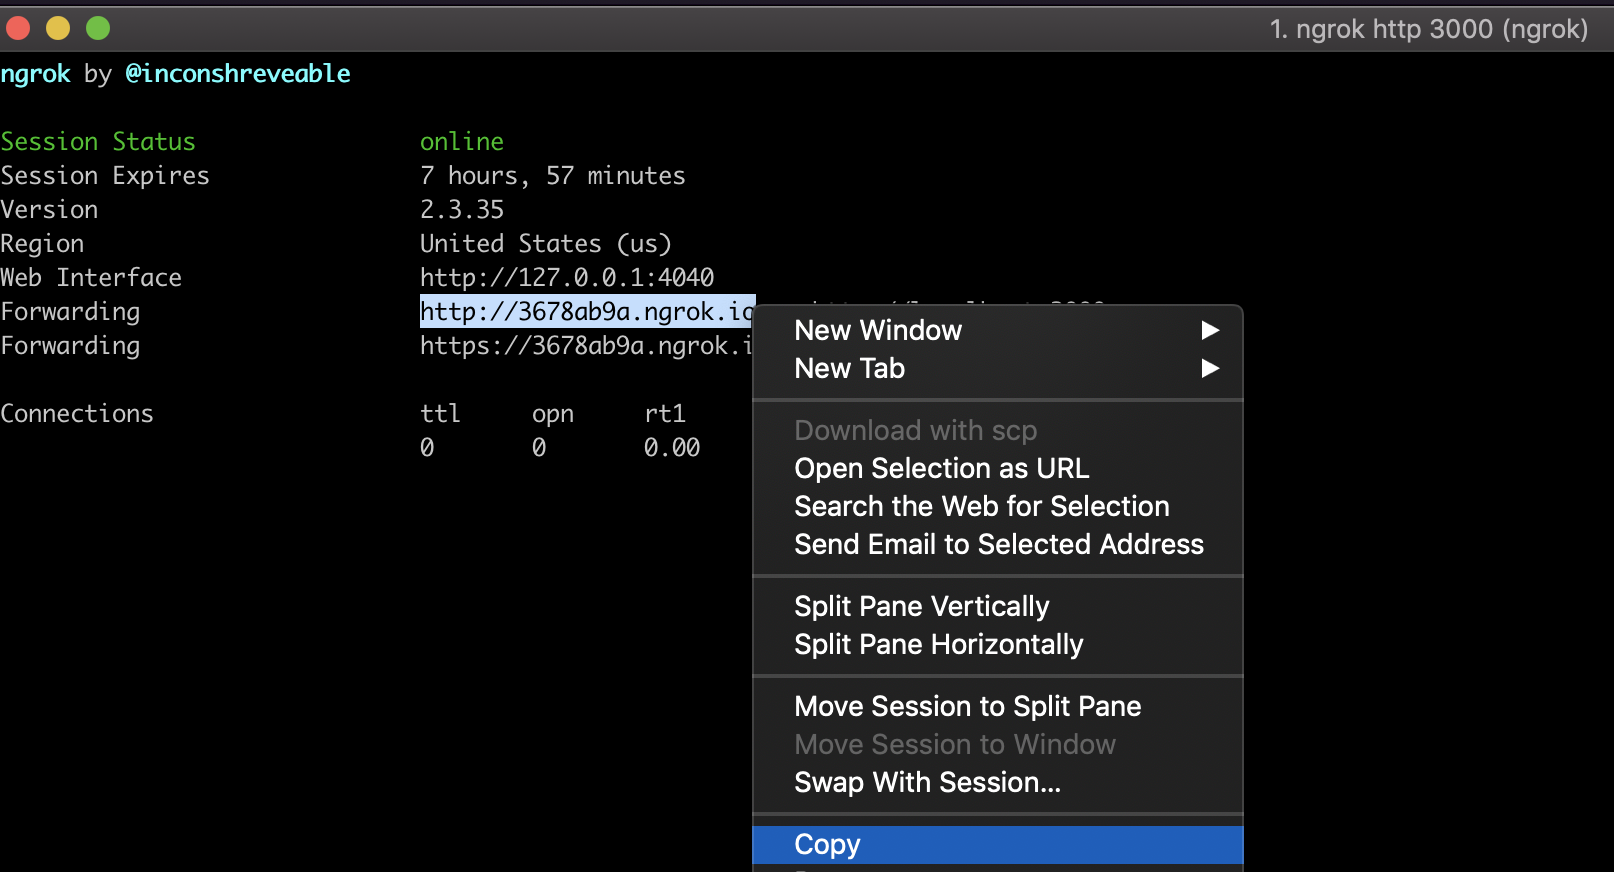 1. ngrok http 3000 (ngrok)
ngrok by @inconshreveable
Session Status online
Session Expires 7 hours, 57 minutes
Version 2.3.35
Region United States (us)
Web Interface http://127.0.0.1:4040
Forwarding http://3678ab9a.ngrok.io
Forwarding https://3678ab9a.ngrok.i
Connections ttl opn rt1
0 0 0.00
New Window
New Tab
Download with scp
Open Selection as URL
Search the Web for Selection
Send Email to Selected Address
Split Pane Vertically
Split Pane Horizontally
Move Session to Split Pane
Move Session to Window
Swap With Session...
Copy